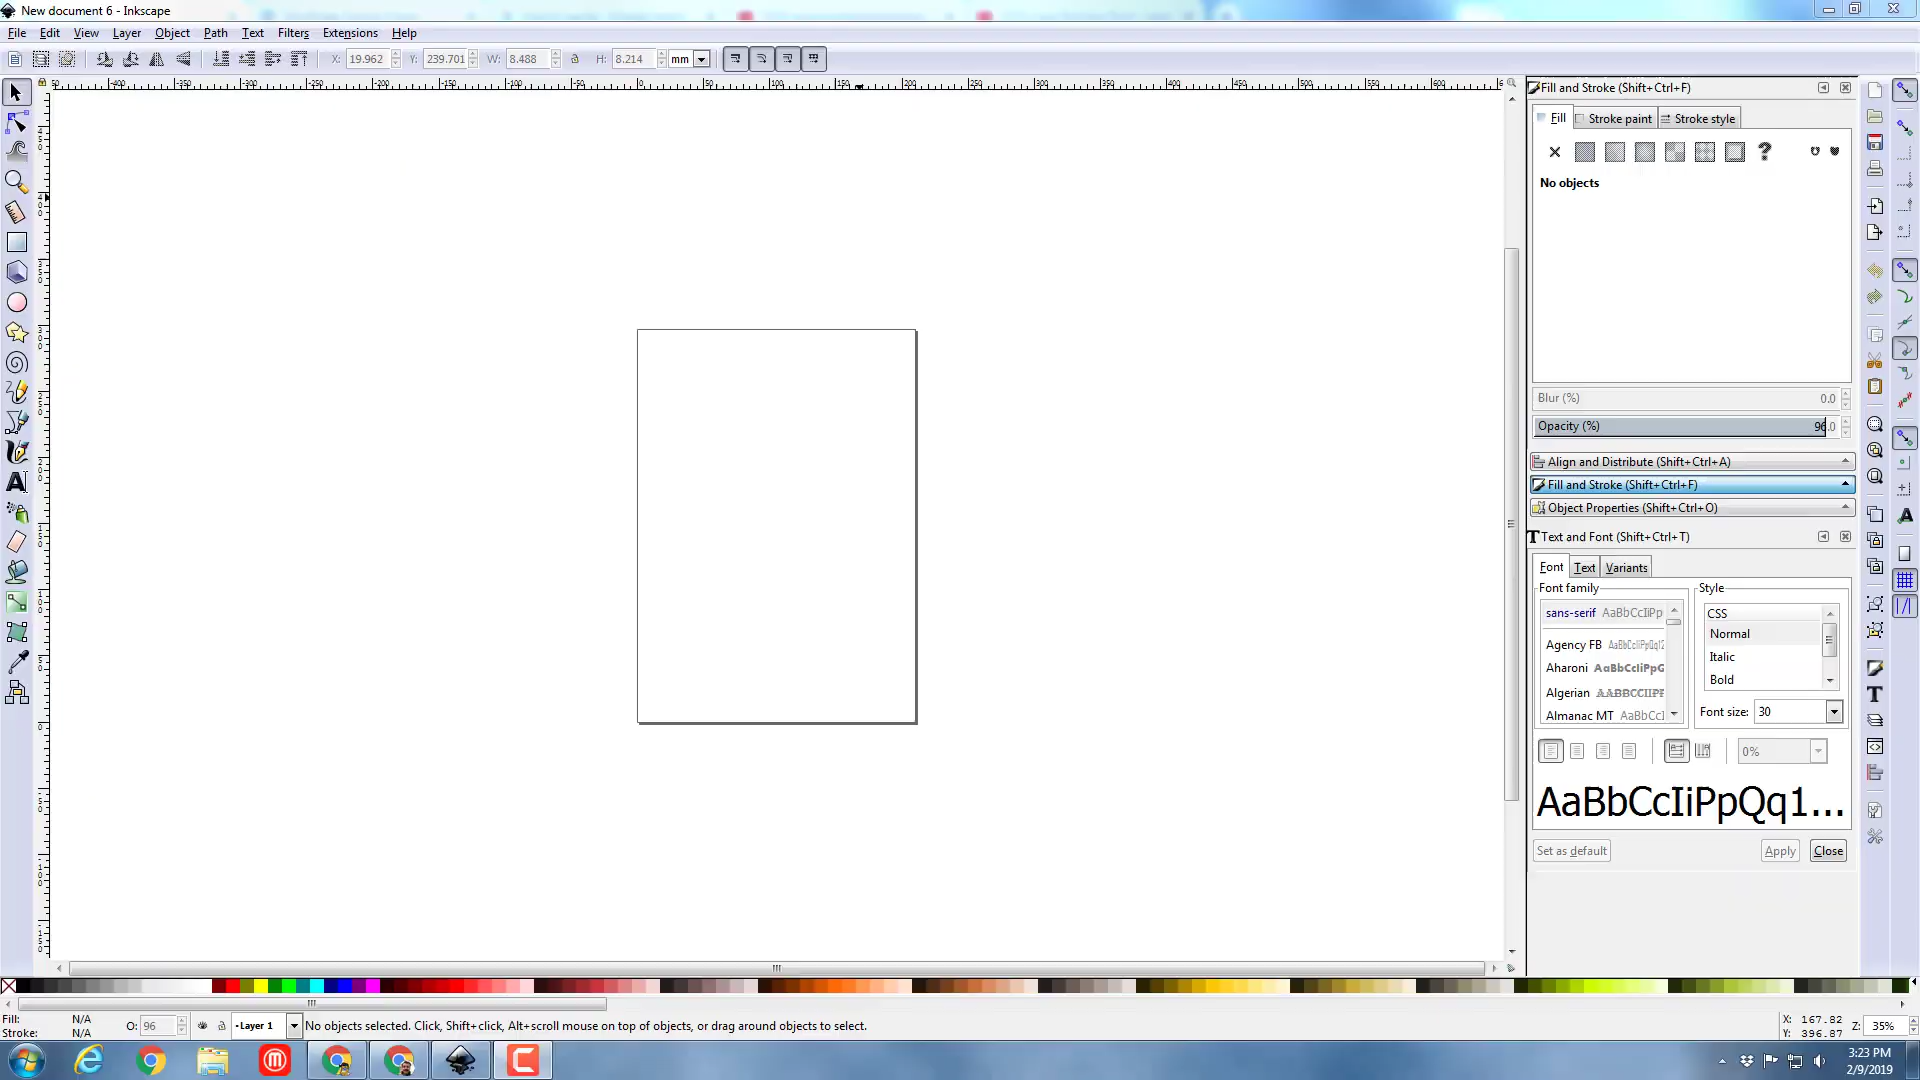 New document 6 - Inkscape
File Edit View Layer Object Path Text Filters Extensions Help
X: 19.962 Y: 239.701 W: 8.488 H: 8.214 mm
Fill and Stroke (Shift+Ctrl+F)
Fill Stroke paint Stroke style
?
No objects
Blur (%) 0.0
Opacity (%) 96.0
Align and Distribute (Shift+Ctrl+A)
Fill and Stroke (Shift+Ctrl+F)
Object Properties (Shift+Ctrl+O)
Text and Font (Shift+Ctrl+T)
Font Text Variants
Font family Style
sans-serif AaBbCcIiPp CSS
Normal
Agency FB AaBbCcIiPpQq12
Italic
Aharoni AaBbCcIiPpQ
Bold
Algerian AABBCCIIPP
Almanac MT AaBbCcI
Font size: 30
0%
AaBbCcIiPpQq1...
Set as default Apply Close
Fill: N/A
Stroke: N/A
O: 96
Layer 1
No objects selected. Click, Shift+click, Alt+scroll mouse on top of objects, or drag around objects to select.
X: 167.82
Y: 396.87
Z: 35%
3:23 PM
2/9/2019